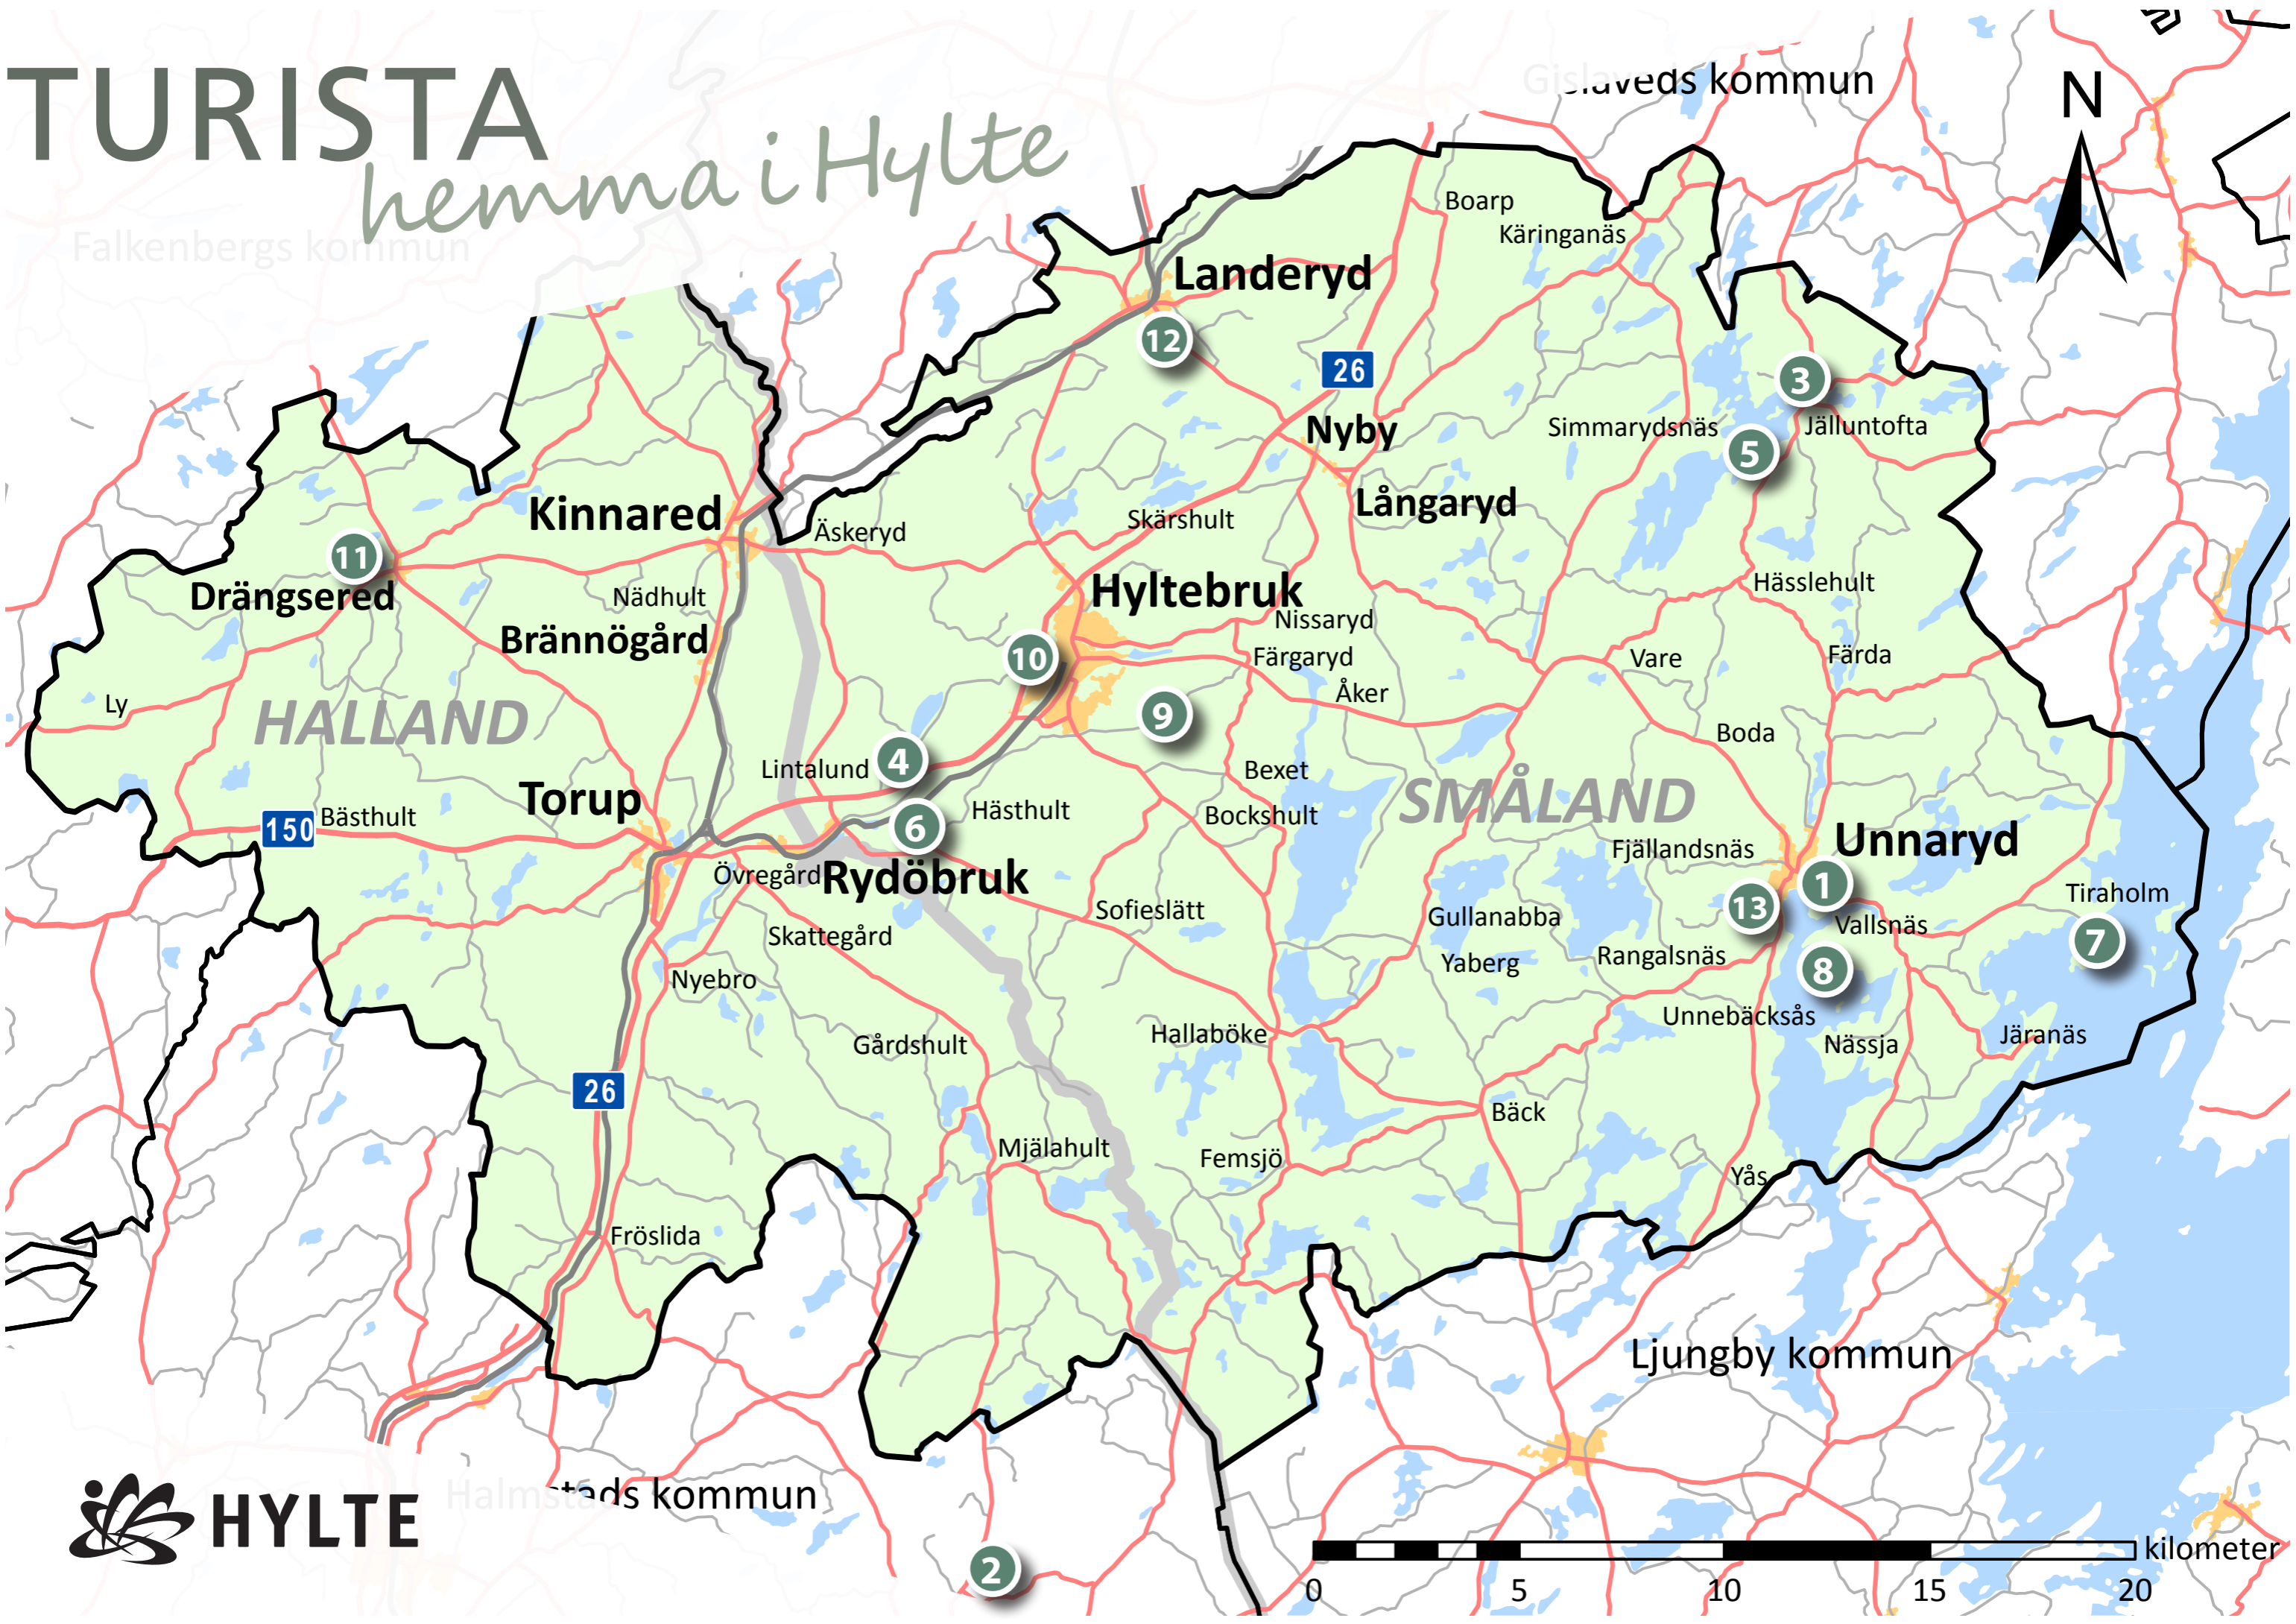 TURISTA
hemma i Hylte
Gislaveds kommun
N
Falkenbergs kommun
Boarp
Käringanäs
Landeryd
12
26
3
Nyby
Simmarydsnäs
Jälluntofta
5
Kinnared
Långaryd
Äskeryd
Skärshult
11
Drängsered
Nädhult
Hyltebruk
Hässlehult
Brännögård
Nissaryd
10
Färgaryd
Vare
Färda
Ly
HALLAND
Åker
9
Boda
Lintalund
4
Bexet
SMÅLAND
Torup
150
Bästhult
6
Hästhult
Bockshult
Fjällandsnäs
Unnaryd
Övregård
Rydöbruk
1
Tiraholm
13
Sofieslätt
Gullanabba
Vallsnäs
Skattegård
7
Yaberg
Rangalsnäs
8
Nyebro
Unnebäcksås
Hallaböke
Gårdshult
Nässja
Järanäs
26
Bäck
Mjälahult
Femsjö
Yås
Fröslida
Ljungby kommun
HYLTE
Halmstads kommun
2
kilometer
0 5 10 15 20